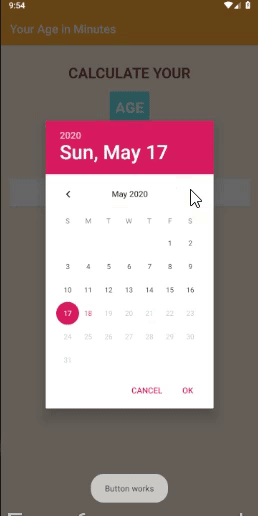 9:54
Your Age in Minutes
CALCULATE YOUR
AGE
2020
Sun, May 17
May 2020
S M T W T F S
1 2
3 4 5 6 7 8 9
10 11 12 13 14 15 16
17 18 19 20 21 22 23
24 25 26 27 28 29 30
31
CANCEL OK
Button works